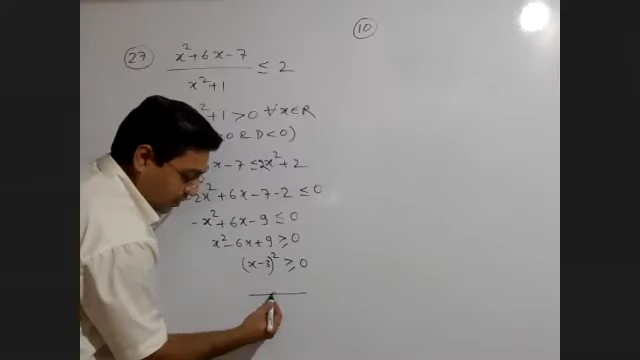 (27) x²+6x-7 / x²+1 ≤ 2
²+1 >0 ∀x∈R
0 & D<0)
x-7 ≤ 2x²+2
2x²+6x-7-2 ≤0
-x²+6x-9 ≤0
x²-6x+9 ≥0
(x-3)² ≥0
(10)